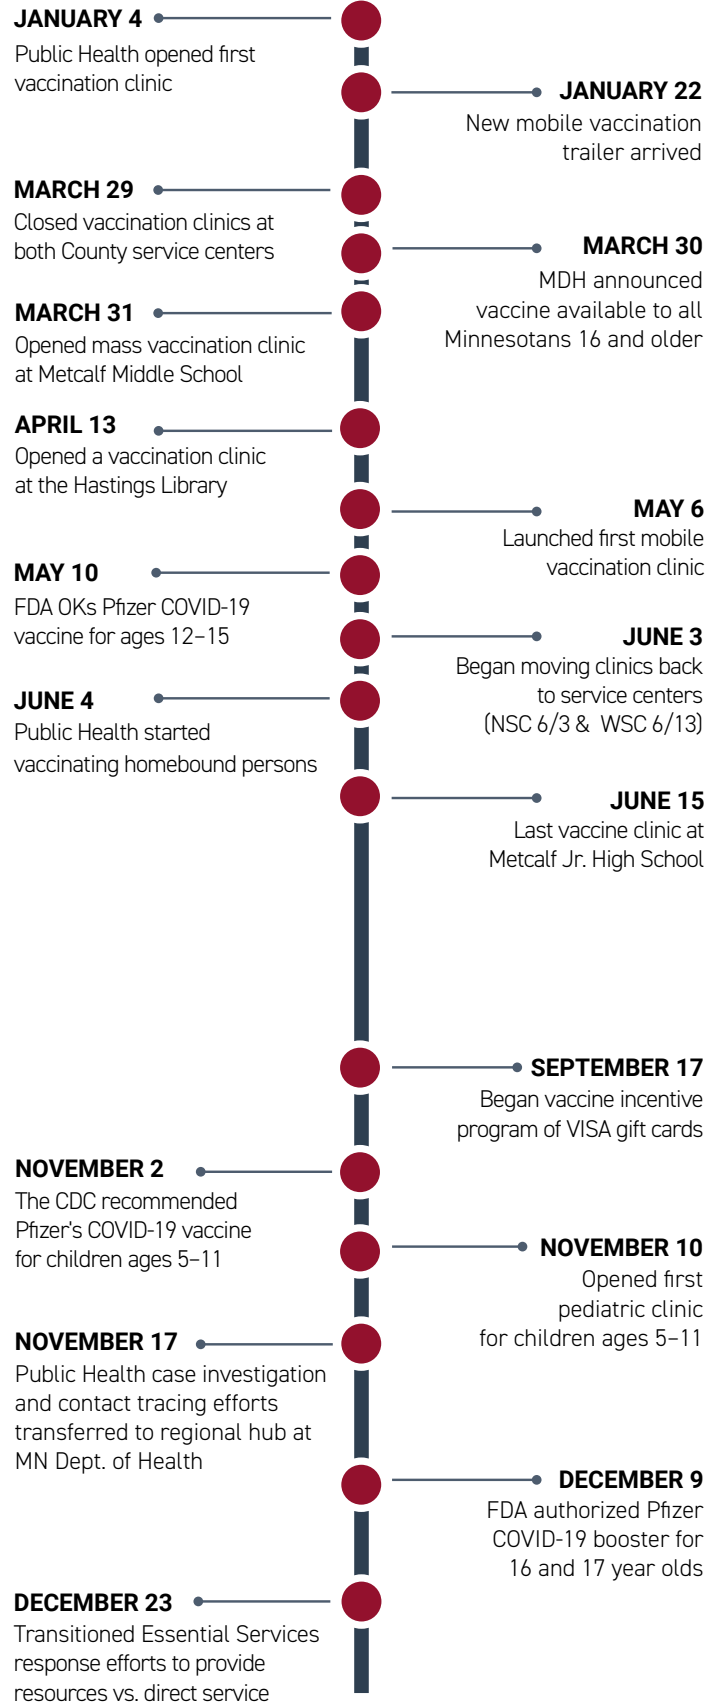 JANUARY 4
Public Health opened first
vaccination clinic
JANUARY 22
New mobile vaccination
trailer arrived
MARCH 29
Closed vaccination clinics at
both County service centers
MARCH 30
MDH announced
vaccine available to all
Minnesotans 16 and older
MARCH 31
Opened mass vaccination clinic
at Metcalf Middle School
APRIL 13
Opened a vaccination clinic
at the Hastings Library
MAY 6
Launched first mobile
vaccination clinic
MAY 10
FDA OKs Pfizer COVID-19
vaccine for ages 12–15
JUNE 3
Began moving clinics back
to service centers
(NSC 6/3 & WSC 6/13)
JUNE 4
Public Health started
vaccinating homebound persons
JUNE 15
Last vaccine clinic at
Metcalf Jr. High School
SEPTEMBER 17
Began vaccine incentive
program of VISA gift cards
NOVEMBER 2
The CDC recommended
Pfizer's COVID-19 vaccine
for children ages 5–11
NOVEMBER 10
Opened first
pediatric clinic
for children ages 5–11
NOVEMBER 17
Public Health case investigation
and contact tracing efforts
transferred to regional hub at
MN Dept. of Health
DECEMBER 9
FDA authorized Pfizer
COVID-19 booster for
16 and 17 year olds
DECEMBER 23
Transitioned Essential Services
response efforts to provide
resources vs. direct service